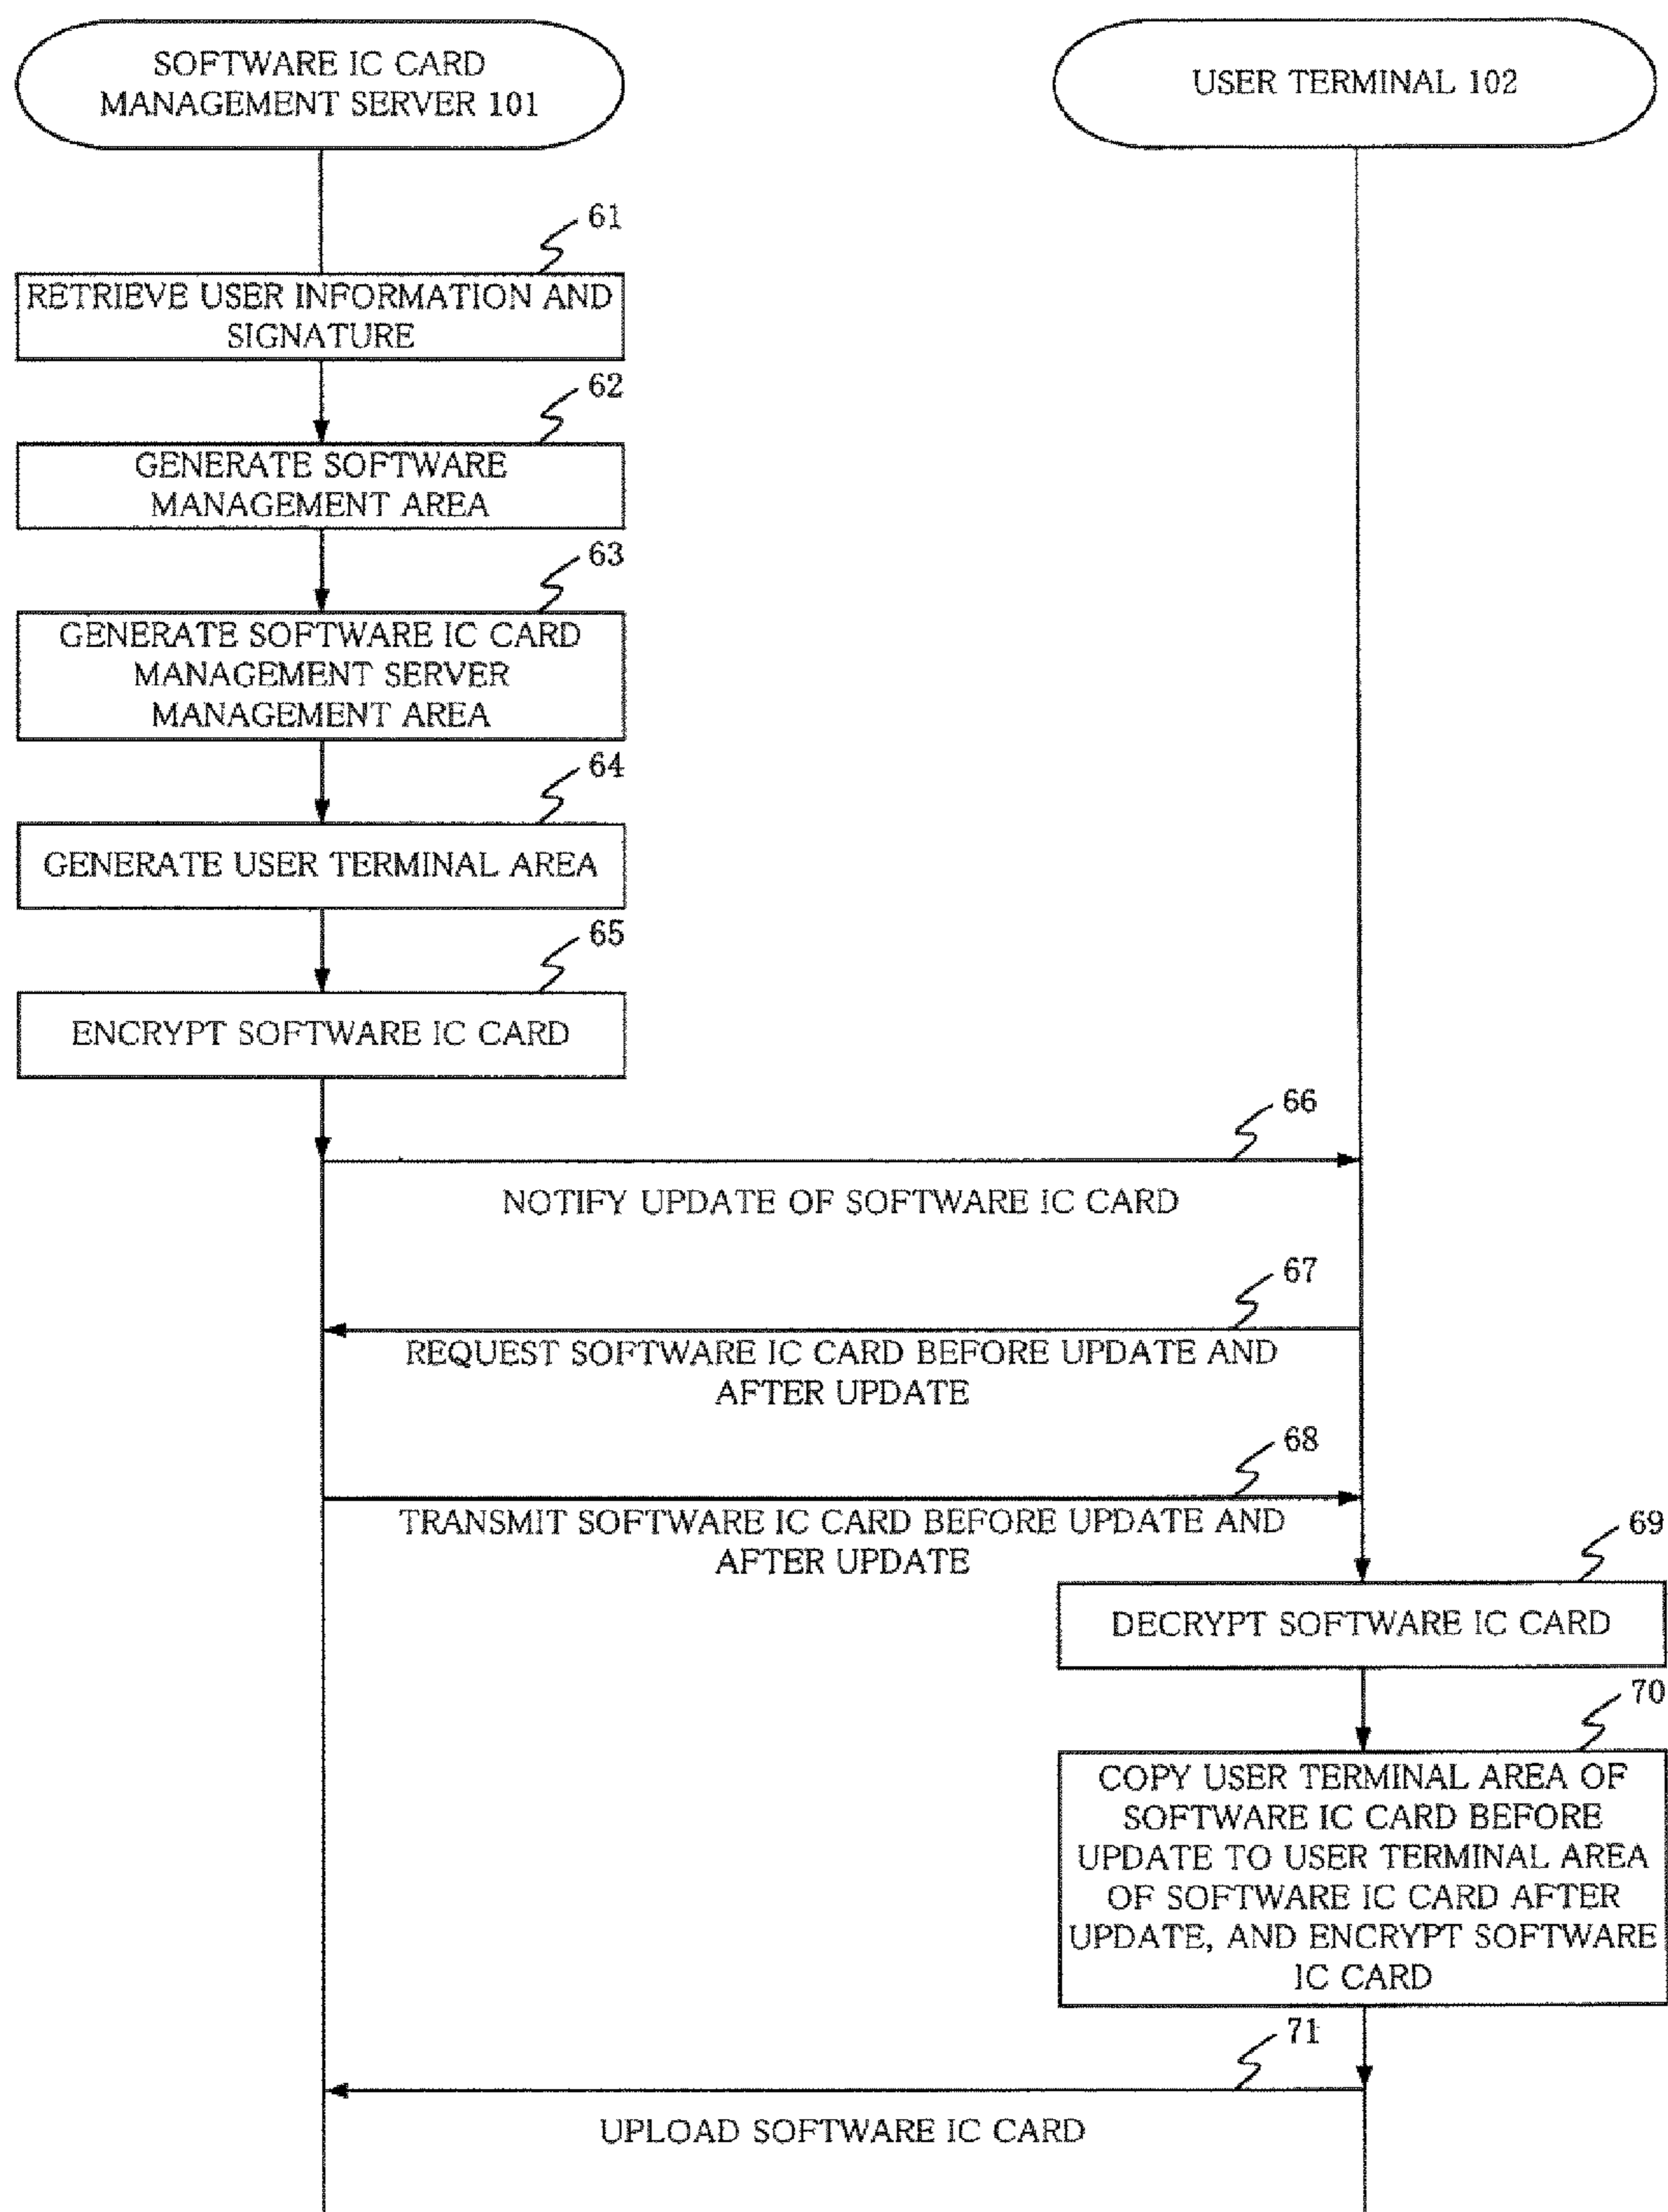 SOFTWARE IC CARD
MANAGEMENT SERVER 101
USER TERMINAL 102
61
RETRIEVE USER INFORMATION AND
SIGNATURE
62
GENERATE SOFTWARE
MANAGEMENT AREA
63
GENERATE SOFTWARE IC CARD
MANAGEMENT SERVER
MANAGEMENT AREA
64
GENERATE USER TERMINAL AREA
65
ENCRYPT SOFTWARE IC CARD
66
NOTIFY UPDATE OF SOFTWARE IC CARD
67
REQUEST SOFTWARE IC CARD BEFORE UPDATE AND
AFTER UPDATE
68
TRANSMIT SOFTWARE IC CARD BEFORE UPDATE AND
AFTER UPDATE
69
DECRYPT SOFTWARE IC CARD
70
COPY USER TERMINAL AREA OF
SOFTWARE IC CARD BEFORE
UPDATE TO USER TERMINAL AREA
OF SOFTWARE IC CARD AFTER
UPDATE, AND ENCRYPT SOFTWARE
IC CARD
71
UPLOAD SOFTWARE IC CARD